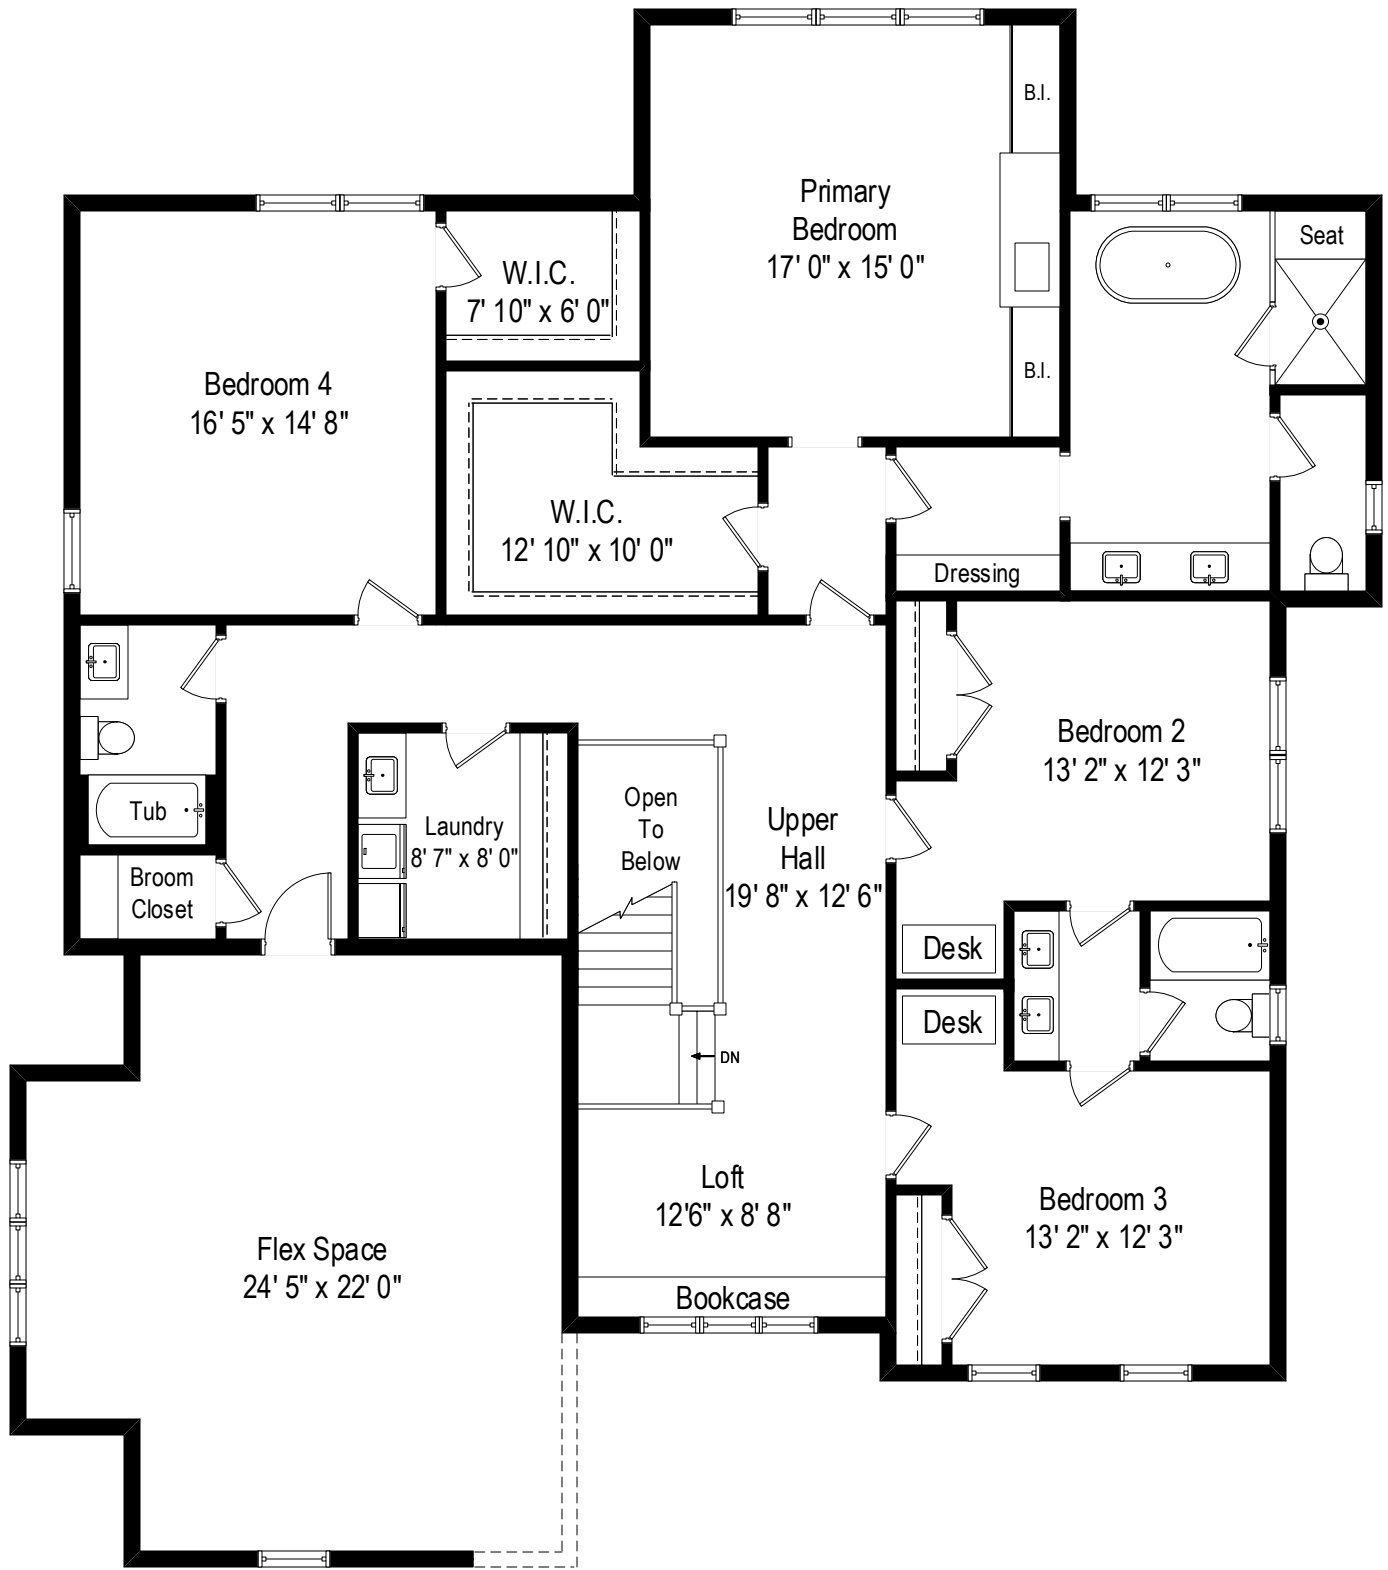 B.I.
Primary
Bedroom
17' 0" x 15' 0"
Seat
W.I.C.
7' 10" x 6' 0"
B.I.
Bedroom 4
16' 5" x 14' 8"
W.I.C.
12' 10" x 10' 0"
Dressing
Bedroom 2
13' 2" x 12' 3"
Tub
Laundry
8' 7" x 8' 0"
Open
To
Below
Upper
Hall
19' 8" x 12' 6"
Broom
Closet
Desk
Desk
DN
Loft
12'6" x 8' 8"
Bedroom 3
13' 2" x 12' 3"
Flex Space
24' 5" x 22' 0"
Bookcase